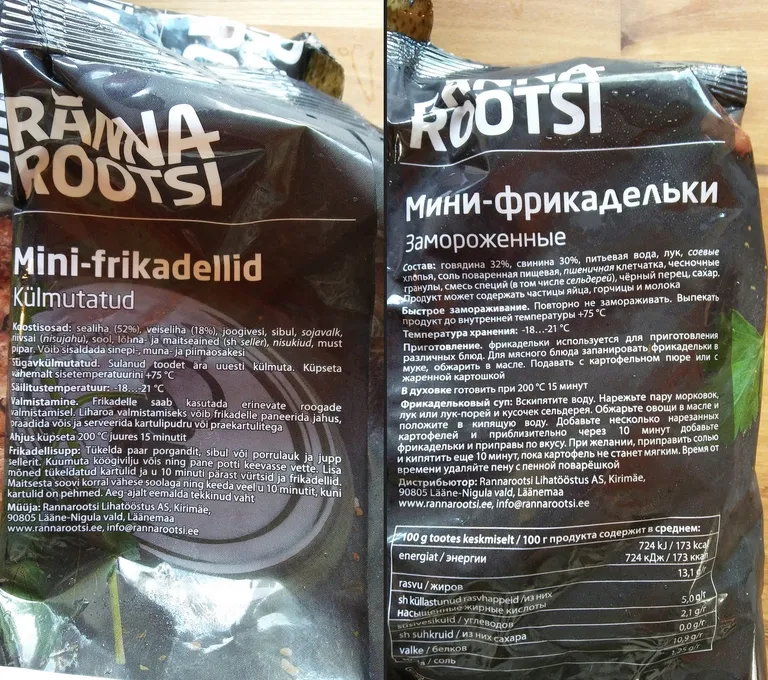 RANNA
ROOTSI
Mini-frikadellid
Külmutatud
Koostisosad: sealiha (52%), veiseliha (18%), joogivesi, sibul, sojavalk,
riivsai (nisujahu), sool, lõhna- ja maitseained (sh seller), nisukiud, must
pipar. Võib sisaldada sinepi-, muna- ja piimaosakesi
Sügavkülmutatud. Sulanud toodet ära uuesti külmuta. Küpseta
vähemalt sisetemperatuurini +75 °C
Säilitustemperatuur: -18...-21 °C
Valmistamine. Frikadelle saab kasutada erinevate roogade
valmistamisel. Liharoa valmistamiseks võib frikadelle paneerida jahus,
praadida võis ja serveerida kartulipudru või praekartulitega
Ahjus küpseta 200 °C juures 15 minutit
Frikadellisupp: Tükelda paar porgandit, sibul või porrulauk ja jupp
sellerit. Kuumuta köögivilju võis ning pane potti keevasse vette. Lisa
mõned tükeldatud kartulid ja u 10 minuti pärast vürtsid ja frikadellid.
Maitsesta soovi korral vähese soolaga ning keeda veel u 10 minutit, kuni
kartulid on pehmed. Aeg-ajalt eemalda tekkinud vaht
Müüja: Rannarootsi Lihatööstus AS, Kirimäe,
90805 Lääne-Nigula vald, Läänemaa
www.rannarootsi.ee, info@rannarootsi.ee
ROOTSI
Мини-фрикадельки
Замороженные
Состав: говядина 32%, свинина 30%, питьевая вода, лук, соевые
хлопья, соль поваренная пищевая, пшеничная клетчатка, чесночные
гранулы, смесь специй (в том числе сельдерей), чёрный перец, сахар.
Продукт может содержать частицы яйца, горчицы и молока
Быстрое замораживание. Повторно не замораживать. Выпекать
продукт до внутренней температуры +75 °C
Температура хранения: -18...-21 °C
Приготовление. фрикадельки используется для приготовления
различных блюд. Для мясного блюда запанировать фрикадельки в
муке, обжарить в масле. Подавать с картофельном пюре или с
жаренной картошкой
В духовке готовить при 200 °C 15 минут
Фрикадельковый суп: Вскипятите воду. Нарежьте пару морковок,
лук или лук-порей и кусочек сельдерея. Обжарьте овощи в масле и
положите в кипящую воду. Добавьте несколько нарезанных
картофелей и приблизительно через 10 минут добавьте
фрикадельки и приправы по вкусу. При желании, приправить солью
и кипятить еще 10 минут, пока картофель не станет мягким. Время от
времени удаляйте пену с пенной поварёшкой
Дистрибьютор: Rannarootsi Lihatööstus AS, Kirimäe,
90805 Lääne-Nigula vald, Läänemaa
www.rannarootsi.ee, info@rannarootsi.ee
100 g tootes keskmiselt / 100 г продукта содержит в среднем:
energiat / энергии 724 kJ / 173 kcal
724 кДж / 173 ккал
rasvu / жиров 13,1 g/г
sh küllastunud rasvhappeid /из них
насыщенные жирные кислоты 5,0 g/г
süsivesikuid / углеводов 2,1 g/г
sh suhkruid / из них сахара 0,0 g/г
valke / белков 10,9 g/г
/ соль 1,25 g/г